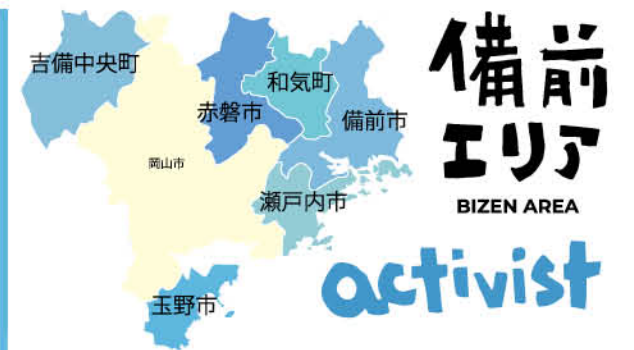 吉備中央町
和気町
赤磐市
備前市
岡山市
瀬戸内市
玉野市
備前
エリア
BIZEN AREA
activist